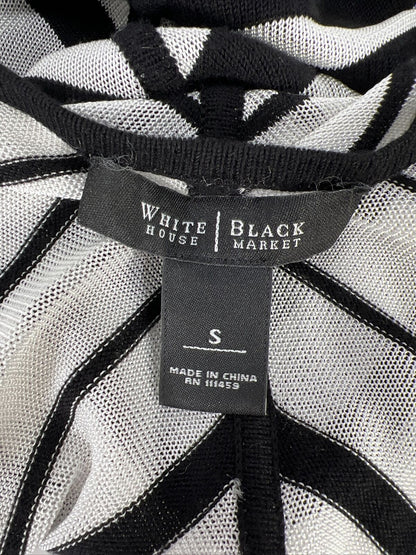 WHITE | BLACK
HOUSE | MARKET
S
MADE IN CHINA
RN 111459